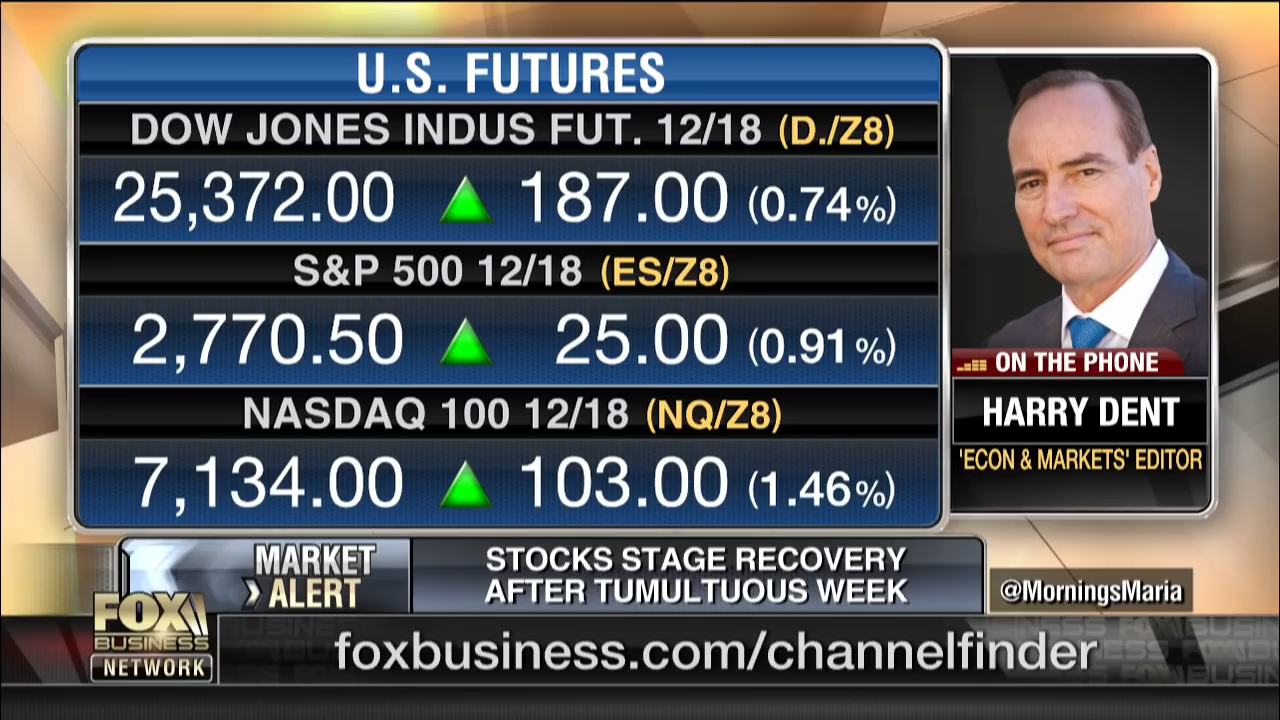 U.S. FUTURES
DOW JONES INDUS FUT. 12/18 (D./Z8)
25,372.00 ▲ 187.00 (0.74%)
S&P 500 12/18 (ES/Z8)
2,770.50 ▲ 25.00 (0.91%)
NASDAQ 100 12/18 (NQ/Z8)
7,134.00 ▲ 103.00 (1.46%)
ON THE PHONE
HARRY DENT
'ECON & MARKETS' EDITOR
MARKET
ALERT
STOCKS STAGE RECOVERY
AFTER TUMULTUOUS WEEK
@MorningsMaria
FOX
BUSINESS
NETWORK
foxbusiness.com/channelfinder